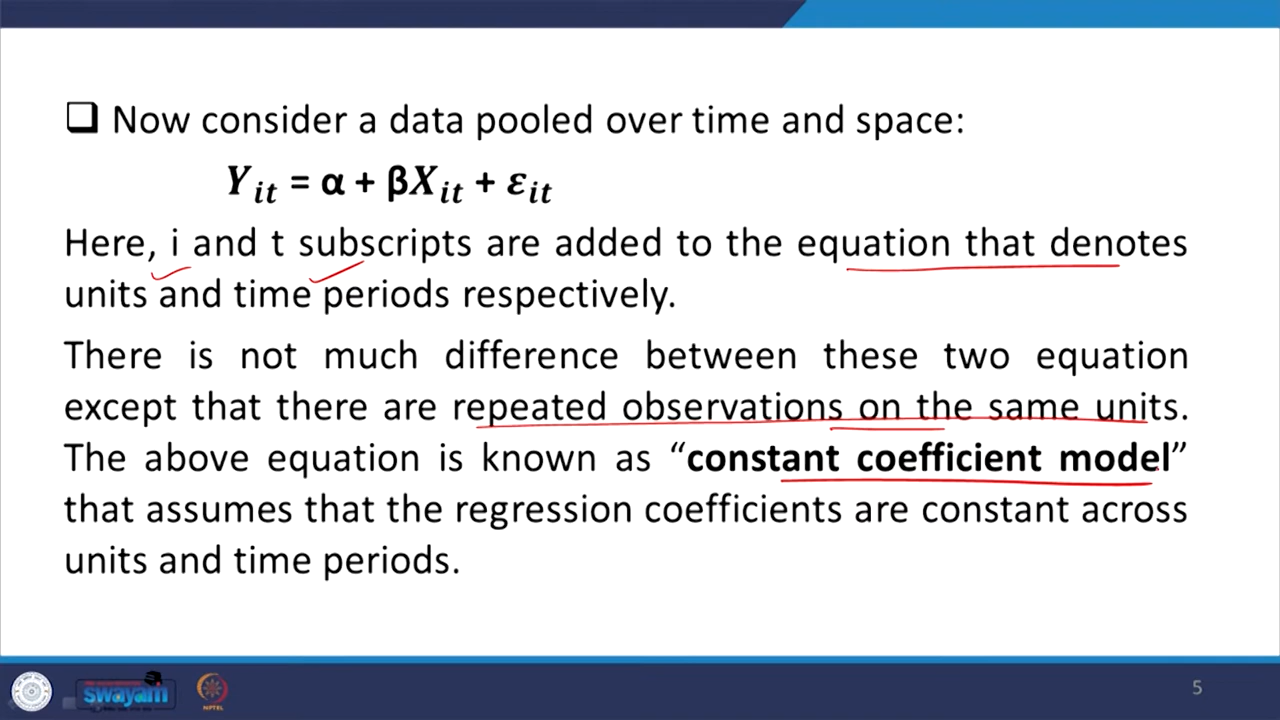 ❑ Now consider a data pooled over time and space:
Y_it = α + βX_it + ε_it
Here, i and t subscripts are added to the equation that denotes
units and time periods respectively.
There is not much difference between these two equation
except that there are repeated observations on the same units.
The above equation is known as “constant coefficient model”
that assumes that the regression coefficients are constant across
units and time periods.
swayam
NPTEL
5